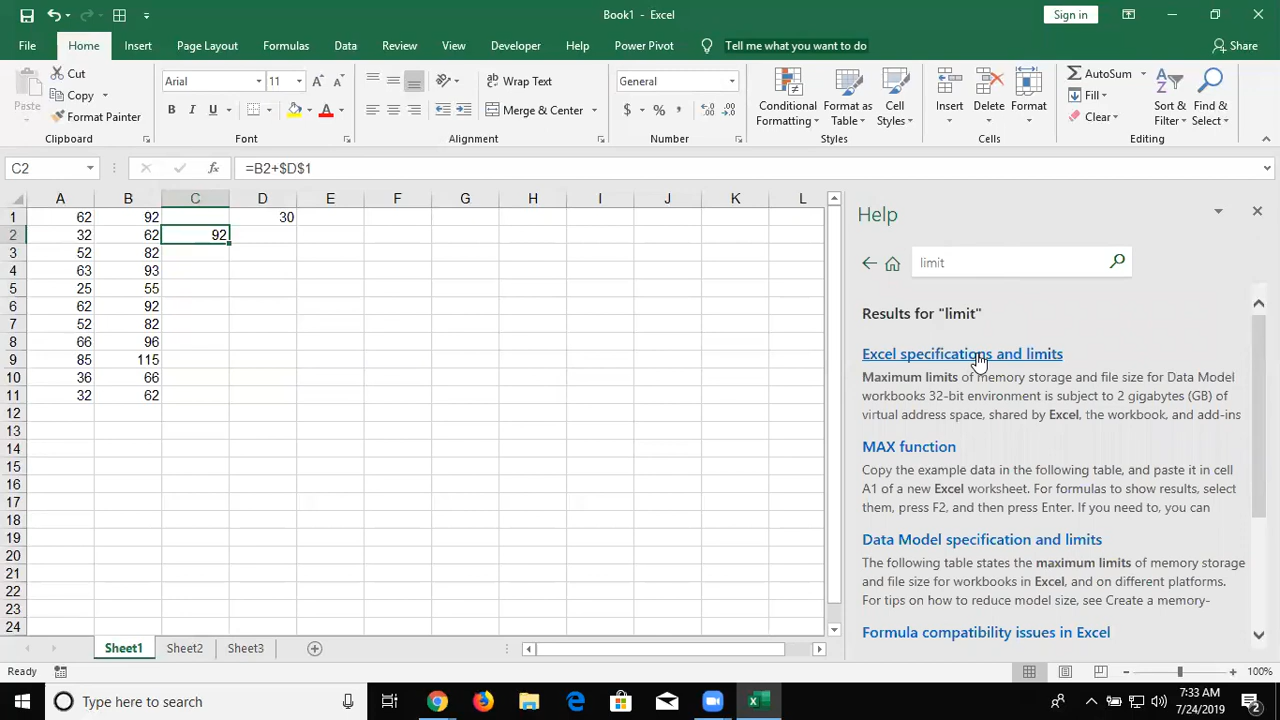 Book1 - Excel
Sign in
File Home Insert Page Layout Formulas Data Review View Developer Help Power Pivot Tell me what you want to do Share
Paste Cut Copy Format Painter Clipboard
Arial 11 B I U Font
Wrap Text Merge & Center Alignment
General $ % , Number
Conditional Formatting Format as Table Cell Styles Styles
Insert Delete Format Cells
AutoSum Fill Clear Sort & Filter Find & Select Editing
C2 fx =B2+$D$1
A B C D E F G H I J K L
1 62 92 30
2 32 62 92
3 52 82
4 63 93
5 25 55
6 62 92
7 52 82
8 66 96
9 85 115
10 36 66
11 32 62
12
13
14
15
16
17
18
19
20
21
22
23
24
Help
limit
Results for "limit"
Excel specifications and limits
Maximum limits of memory storage and file size for Data Model
workbooks 32-bit environment is subject to 2 gigabytes (GB) of
virtual address space, shared by Excel, the workbook, and add-ins
MAX function
Copy the example data in the following table, and paste it in cell
A1 of a new Excel worksheet. For formulas to show results, select
them, press F2, and then press Enter. If you need to, you can
Data Model specification and limits
The following table states the maximum limits of memory storage
and file size for workbooks in Excel, and on different platforms.
For tips on how to reduce model size, see Create a memory-
Formula compatibility issues in Excel
Sheet1 Sheet2 Sheet3
Ready 100%
Type here to search
7:33 AM
7/24/2019
2